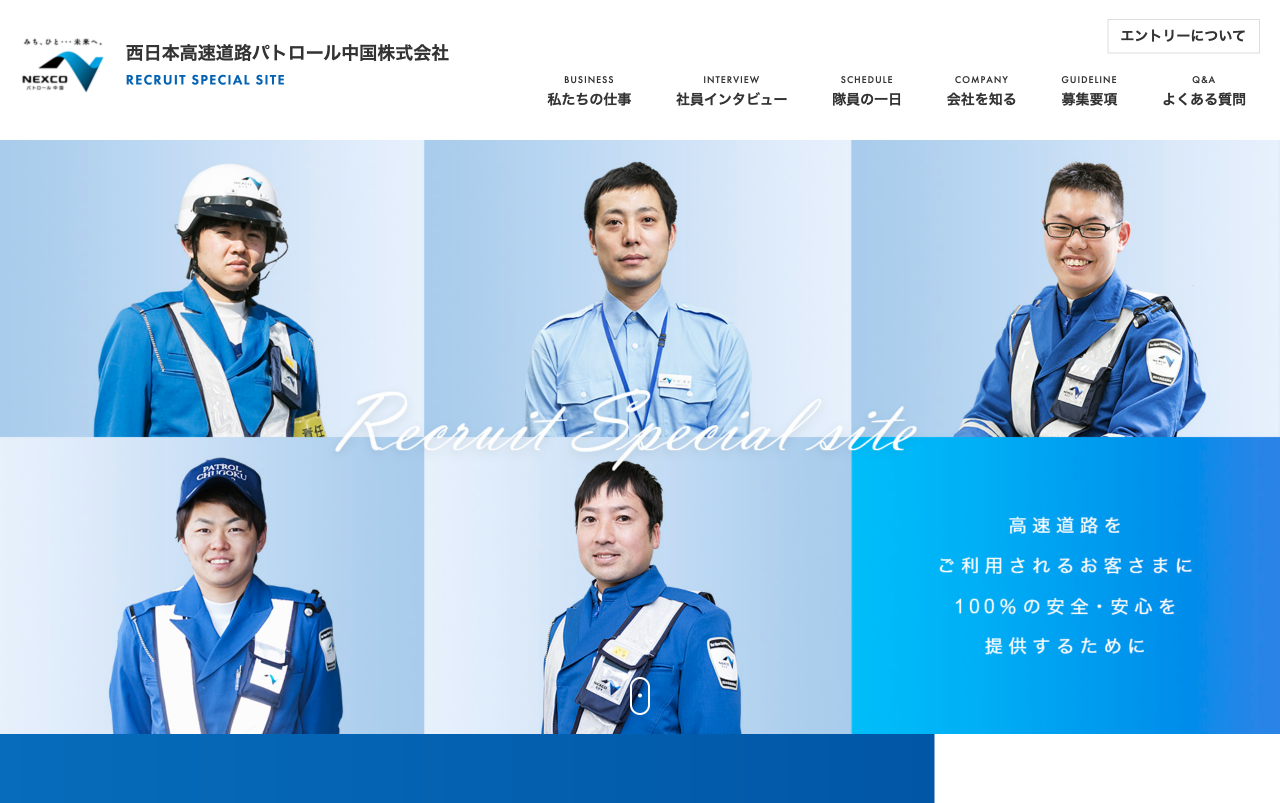 みち、ひと・・・未来へ。
NEXCO
パトロール中国
西日本高速道路パトロール中国株式会社
RECRUIT SPECIAL SITE
エントリーについて
BUSINESS
私たちの仕事
INTERVIEW
社員インタビュー
SCHEDULE
隊員の一日
COMPANY
会社を知る
GUIDELINE
募集要項
Q&A
よくある質問
責任
Recruit Special site
PATROL
CHUGOKU
NEXCO
高速道路を
ご利用されるお客さまに
100%の安全・安心を
提供するために